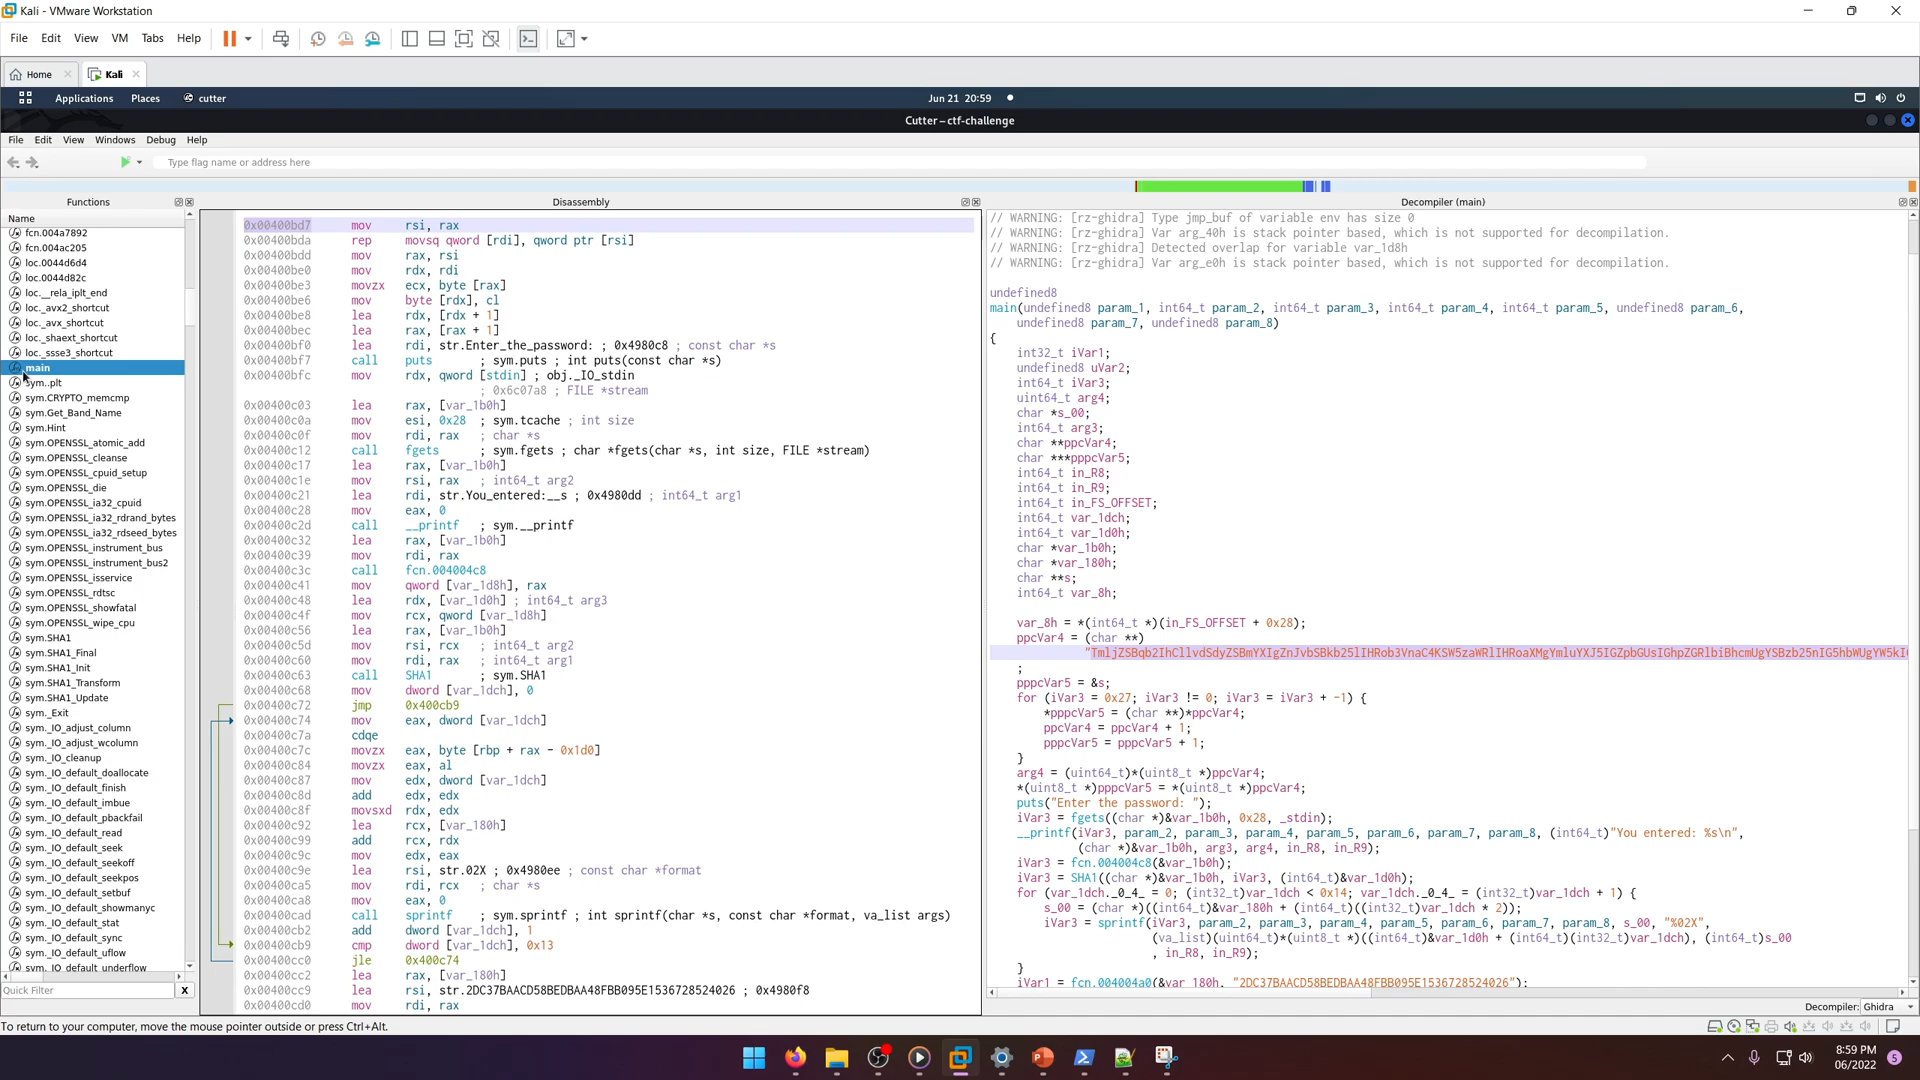 Kali - VMware Workstation
File Edit View VM Tabs Help
Home Kali
Applications Places cutter Jun 21 20:59
Cutter – ctf-challenge
File Edit View Windows Debug Help
Type flag name or address here
Functions
Name
fcn.004a7892
fcn.004ac205
loc.0044d6d4
loc.0044d82c
loc.__rela_iplt_end
loc._avx2_shortcut
loc._avx_shortcut
loc._shaext_shortcut
loc._ssse3_shortcut
main
sym..plt
sym.CRYPTO_memcmp
sym.Get_Band_Name
sym.Hint
sym.OPENSSL_atomic_add
sym.OPENSSL_cleanse
sym.OPENSSL_cpuid_setup
sym.OPENSSL_die
sym.OPENSSL_ia32_cpuid
sym.OPENSSL_ia32_rdrand_bytes
sym.OPENSSL_ia32_rdseed_bytes
sym.OPENSSL_instrument_bus
sym.OPENSSL_instrument_bus2
sym.OPENSSL_isservice
sym.OPENSSL_rdtsc
sym.OPENSSL_showfatal
sym.OPENSSL_wipe_cpu
sym.SHA1
sym.SHA1_Final
sym.SHA1_Init
sym.SHA1_Transform
sym.SHA1_Update
sym._Exit
sym._IO_adjust_column
sym._IO_adjust_wcolumn
sym._IO_cleanup
sym._IO_default_doallocate
sym._IO_default_finish
sym._IO_default_imbue
sym._IO_default_pbackfail
sym._IO_default_read
sym._IO_default_seek
sym._IO_default_seekoff
sym._IO_default_seekpos
sym._IO_default_setbuf
sym._IO_default_showmanyc
sym._IO_default_stat
sym._IO_default_sync
sym._IO_default_uflow
sym._IO_default_underflow
Quick Filter X
Disassembly
0x00400bd7 mov rsi, rax
0x00400bda rep movsq qword [rdi], qword ptr [rsi]
0x00400bdd mov rax, rsi
0x00400be0 mov rdx, rdi
0x00400be3 movzx ecx, byte [rax]
0x00400be6 mov byte [rdx], cl
0x00400be8 lea rdx, [rdx + 1]
0x00400bec lea rax, [rax + 1]
0x00400bf0 lea rdi, str.Enter_the_password: ; 0x4980c8 ; const char *s
0x00400bf7 call puts ; sym.puts ; int puts(const char *s)
0x00400bfc mov rdx, qword [stdin] ; obj._IO_stdin
; 0x6c07a8 ; FILE *stream
0x00400c03 lea rax, [var_1b0h]
0x00400c0a mov esi, 0x28 ; sym.tcache ; int size
0x00400c0f mov rdi, rax ; char *s
0x00400c12 call fgets ; sym.fgets ; char *fgets(char *s, int size, FILE *stream)
0x00400c17 lea rax, [var_1b0h]
0x00400c1e mov rsi, rax ; int64_t arg2
0x00400c21 lea rdi, str.You_entered:__s ; 0x4980dd ; int64_t arg1
0x00400c28 mov eax, 0
0x00400c2d call __printf ; sym.__printf
0x00400c32 lea rax, [var_1b0h]
0x00400c39 mov rdi, rax
0x00400c3c call fcn.004004c8
0x00400c41 mov qword [var_1d8h], rax
0x00400c48 lea rdx, [var_1d0h] ; int64_t arg3
0x00400c4f mov rcx, qword [var_1d8h]
0x00400c56 lea rax, [var_1b0h]
0x00400c5d mov rsi, rcx ; int64_t arg2
0x00400c60 mov rdi, rax ; int64_t arg1
0x00400c63 call SHA1 ; sym.SHA1
0x00400c68 mov dword [var_1dch], 0
0x00400c72 jmp 0x400cb9
0x00400c74 mov eax, dword [var_1dch]
0x00400c7a cdqe
0x00400c7c movzx eax, byte [rbp + rax - 0x1d0]
0x00400c84 movzx eax, al
0x00400c87 mov edx, dword [var_1dch]
0x00400c8d add edx, edx
0x00400c8f movsxd rdx, edx
0x00400c92 lea rcx, [var_180h]
0x00400c99 add rcx, rdx
0x00400c9c mov edx, eax
0x00400c9e lea rsi, str.02X ; 0x4980ee ; const char *format
0x00400ca5 mov rdi, rcx ; char *s
0x00400ca8 mov eax, 0
0x00400cad call sprintf ; sym.sprintf ; int sprintf(char *s, const char *format, va_list args)
0x00400cb2 add dword [var_1dch], 1
0x00400cb9 cmp dword [var_1dch], 0x13
0x00400cc0 jle 0x400c74
0x00400cc2 lea rax, [var_180h]
0x00400cc9 lea rsi, str.2DC37BAACD58BEDBAA48FBB095E1536728524026 ; 0x4980f8
0x00400cd0 mov rdi, rax
Decompiler (main)
// WARNING: [rz-ghidra] Type jmp_buf of variable env has size 0
// WARNING: [rz-ghidra] Var arg_40h is stack pointer based, which is not supported for decompilation.
// WARNING: [rz-ghidra] Detected overlap for variable var_1d8h
// WARNING: [rz-ghidra] Var arg_e0h is stack pointer based, which is not supported for decompilation.
undefined8
main(undefined8 param_1, int64_t param_2, int64_t param_3, int64_t param_4, int64_t param_5, undefined8 param_6,
undefined8 param_7, undefined8 param_8)
{
int32_t iVar1;
undefined8 uVar2;
int64_t iVar3;
uint64_t arg4;
char *s_00;
int64_t arg3;
char **ppcVar4;
char ***pppcVar5;
int64_t in_R8;
int64_t in_R9;
int64_t in_FS_OFFSET;
int64_t var_1dch;
int64_t var_1d0h;
char *var_1b0h;
char *var_180h;
char **s;
int64_t var_8h;
var_8h = *(int64_t *)(in_FS_OFFSET + 0x28);
ppcVar4 = (char **)
;
pppcVar5 = &s;
for (iVar3 = 0x27; iVar3 != 0; iVar3 = iVar3 + -1) {
*pppcVar5 = (char **)*ppcVar4;
ppcVar4 = ppcVar4 + 1;
pppcVar5 = pppcVar5 + 1;
}
arg4 = (uint64_t)*(uint8_t *)ppcVar4;
*(uint8_t *)pppcVar5 = *(uint8_t *)ppcVar4;
puts("Enter the password: ");
iVar3 = fgets((char *)&var_1b0h, 0x28, _stdin);
__printf(iVar3, param_2, param_3, param_4, param_5, param_6, param_7, param_8, (int64_t)"You entered: %s\n",
(char *)&var_1b0h, arg3, arg4, in_R8, in_R9);
iVar3 = fcn.004004c8(&var_1b0h);
iVar3 = SHA1((char *)&var_1b0h, iVar3, (int64_t)&var_1d0h);
for (var_1dch._0_4_ = 0; (int32_t)var_1dch < 0x14; var_1dch._0_4_ = (int32_t)var_1dch + 1) {
s_00 = (char *)((int64_t)&var_180h + (int64_t)((int32_t)var_1dch * 2));
iVar3 = sprintf(iVar3, param_2, param_3, param_4, param_5, param_6, param_7, param_8, s_00, "%02X",
(va_list)(uint64_t)*(uint8_t *)((int64_t)&var_1d0h + (int64_t)(int32_t)var_1dch), (int64_t)s_00
, in_R8, in_R9);
}
iVar1 = fcn.004004a0(&var_180h, "2DC37BAACD58BEDBAA48FBB095E1536728524026");
Decompiler: Ghidra
To return to your computer, move the mouse pointer outside or press Ctrl+Alt.
8:59 PM
06/2022
5